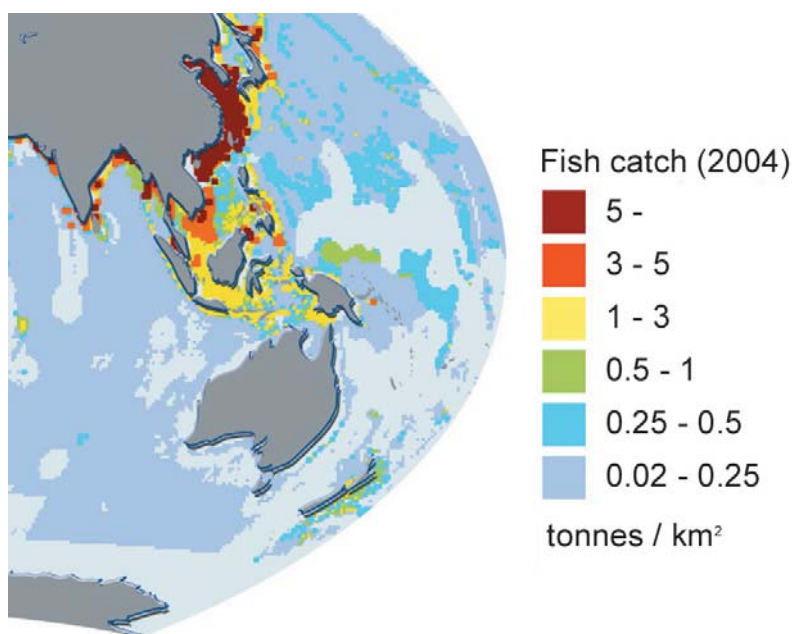 Fish catch (2004)
5 -
3 - 5
1 - 3
0.5 - 1
0.25 - 0.5
0.02 - 0.25
tonnes / km²